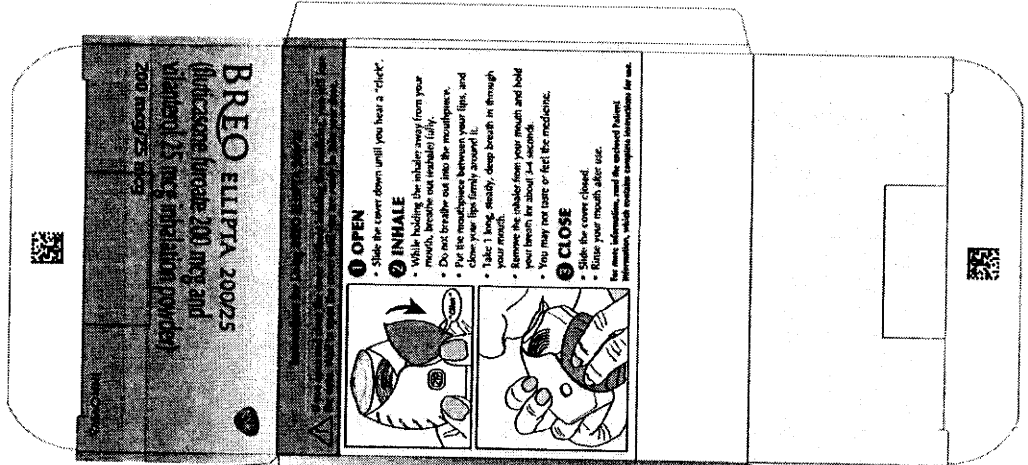 BREO ELLIPTA 200/25
(fluticasone furoate 200 mcg and
vilanterol 25 mcg inhalation powder)
200 mcg/25 mcg
1 OPEN
• Slide the cover down until you hear a "click".
2 INHALE
• While holding the inhaler away from your
mouth, breathe out (exhale) fully.
• Do not breathe out into the mouthpiece.
• Put the mouthpiece between your lips, and
close your lips firmly around it.
• Take 1 long, steady, deep breath in through
your mouth.
• Remove the inhaler from your mouth and hold
your breath for about 3-4 seconds.
• You may not taste or feel the medicine.
3 CLOSE
• Slide the cover closed.
• Rinse your mouth after use.
For more information, read the enclosed Patient
Information, which contains complete instructions for use.
"Click"